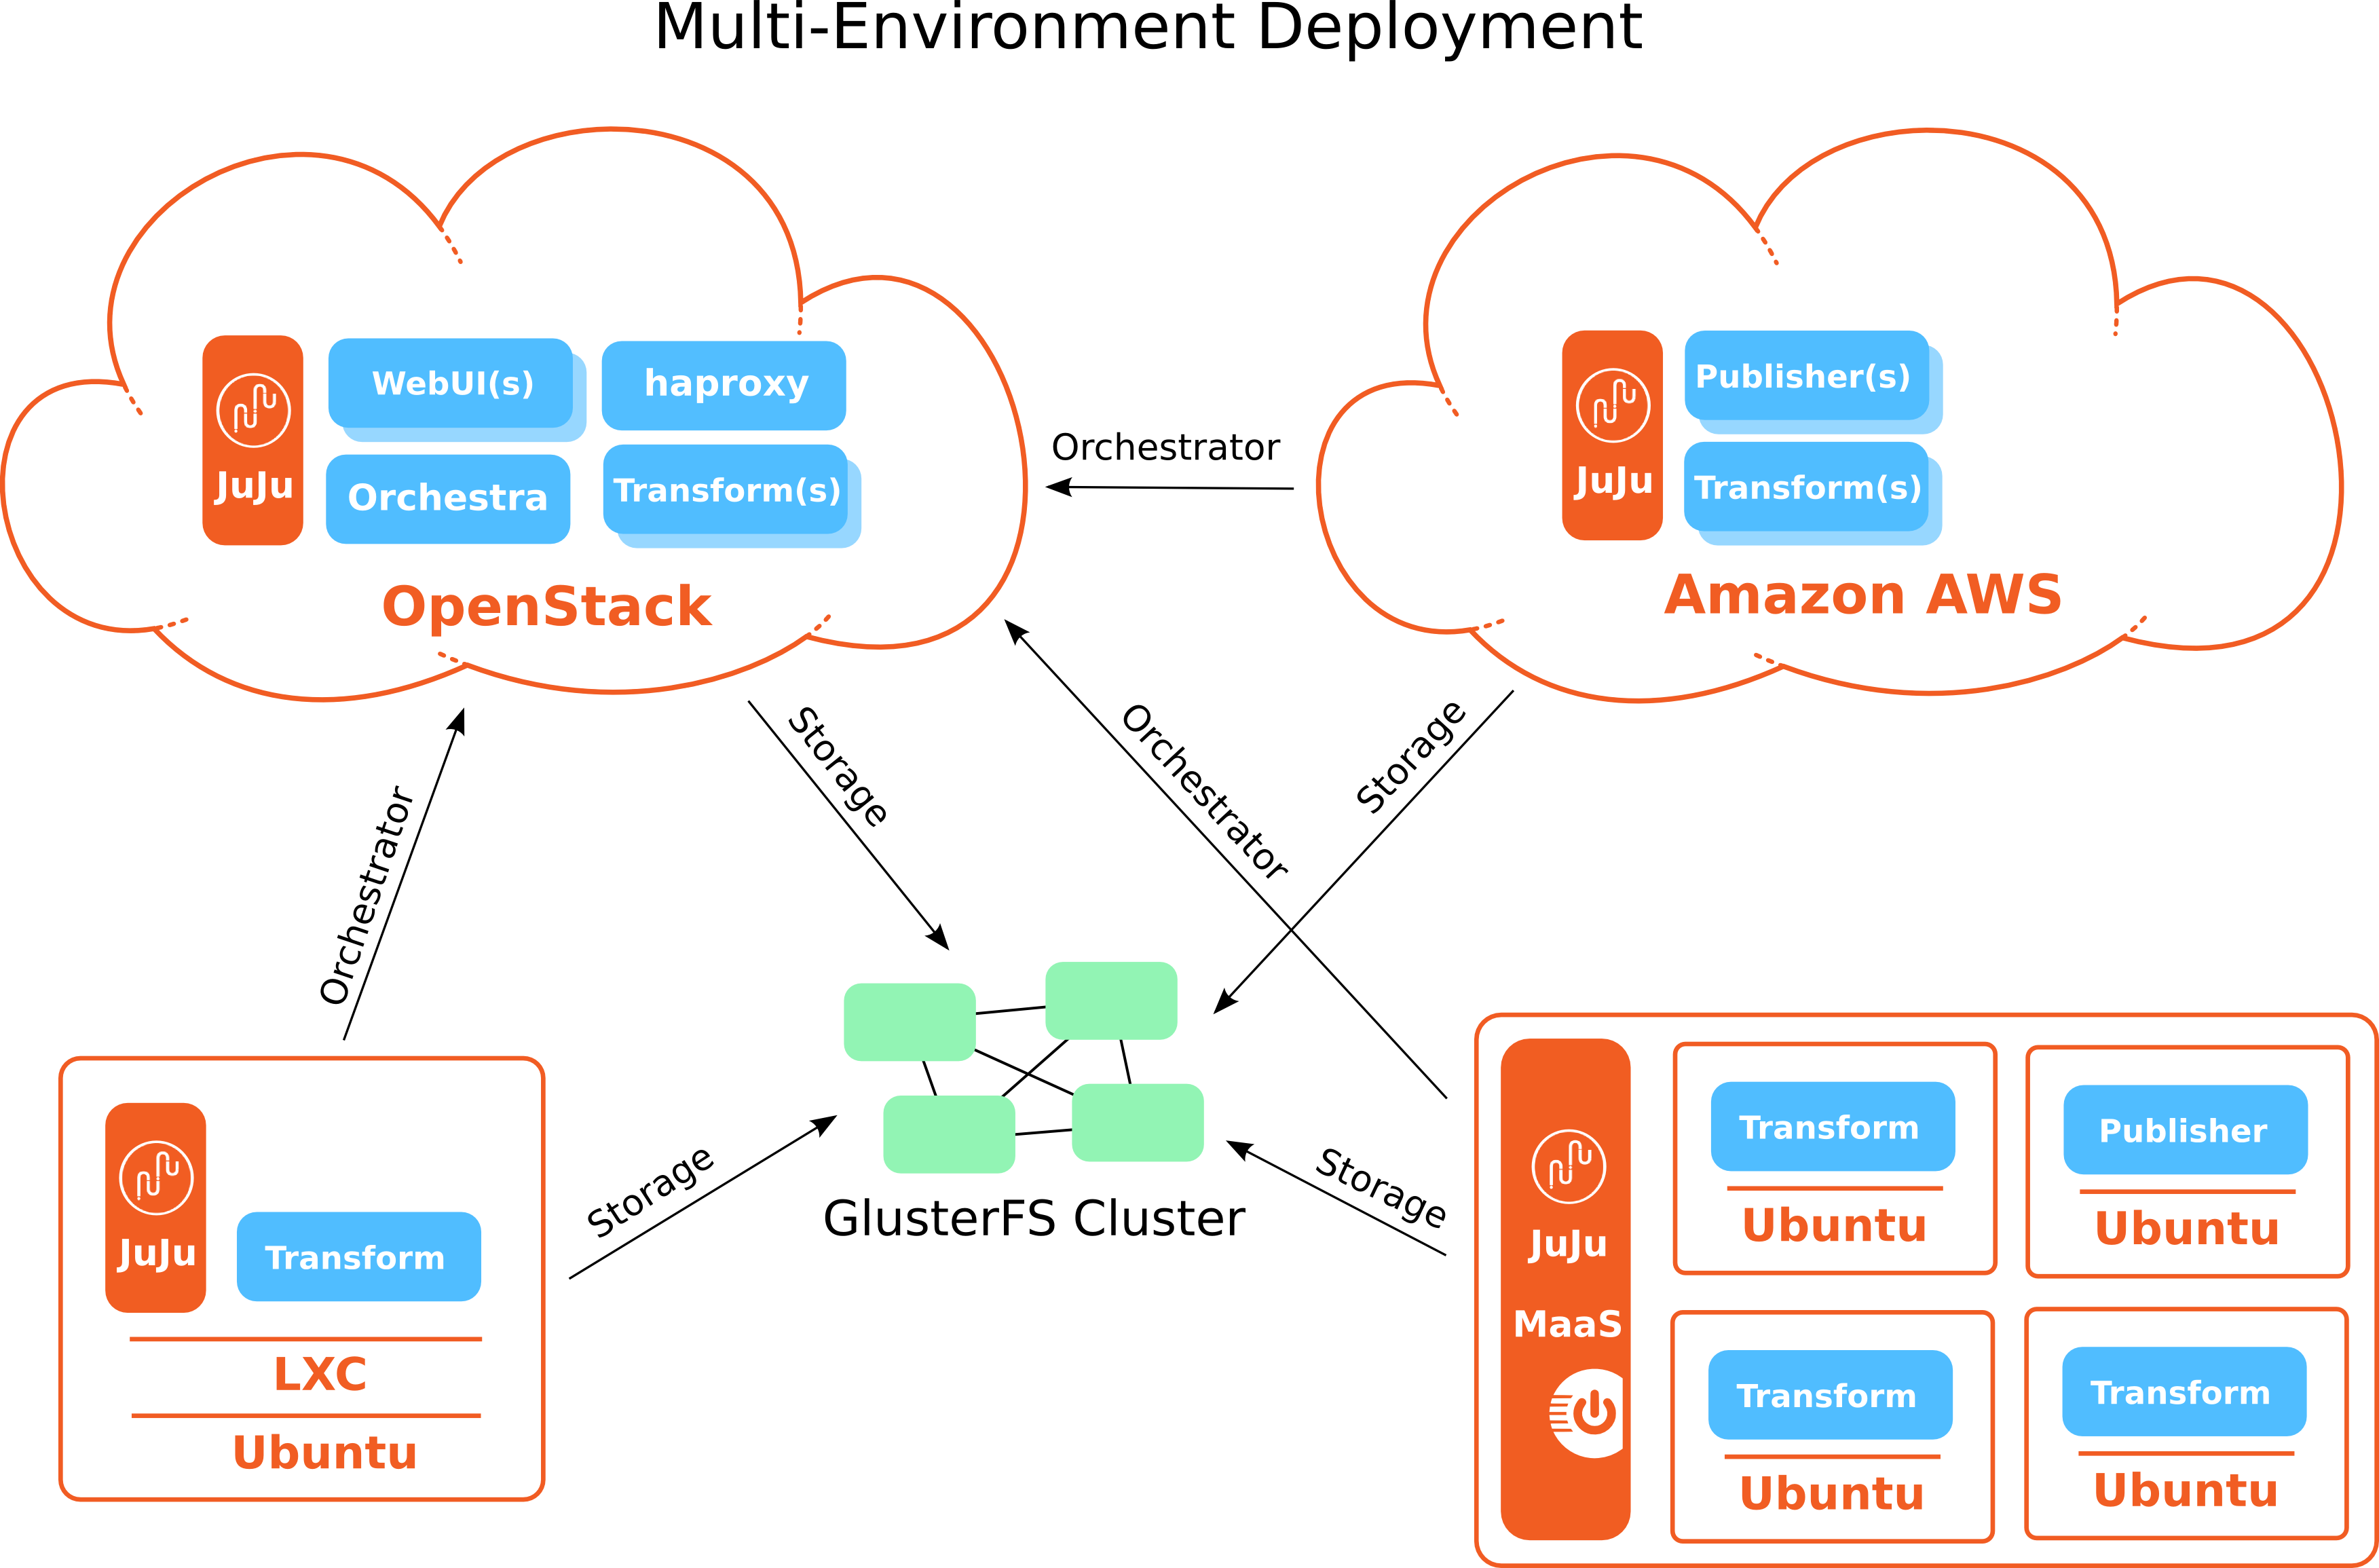 Multi-Environment Deployment
JuJu
WebUI(s)
haproxy
Orchestra
Transform(s)
OpenStack
Orchestrator
JuJu
Publisher(s)
Transform(s)
Amazon AWS
Orchestrator
Storage
Orchestrator
Storage
JuJu
Transform
LXC
Ubuntu
Storage
GlusterFS Cluster
Storage
JuJu
MaaS
Transform
Ubuntu
Publisher
Ubuntu
Transform
Ubuntu
Transform
Ubuntu